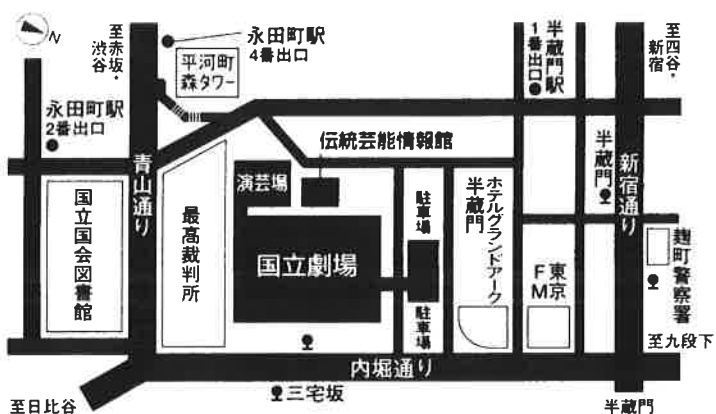 N
至赤坂・
渋谷
永田町駅
4番出口
平河町
森タワー
半蔵門駅
1番出口
至四谷・
新宿
永田町駅
2番出口
伝統芸能情報館
半蔵門
新宿通り
青山通り
演芸場
駐車場
ホテルグランドアーク
半蔵門
国立国会図書館
最高裁判所
国立劇場
FM
東京
麹町警察署
駐車場
至九段下
内堀通り
三宅坂
至日比谷
半蔵門